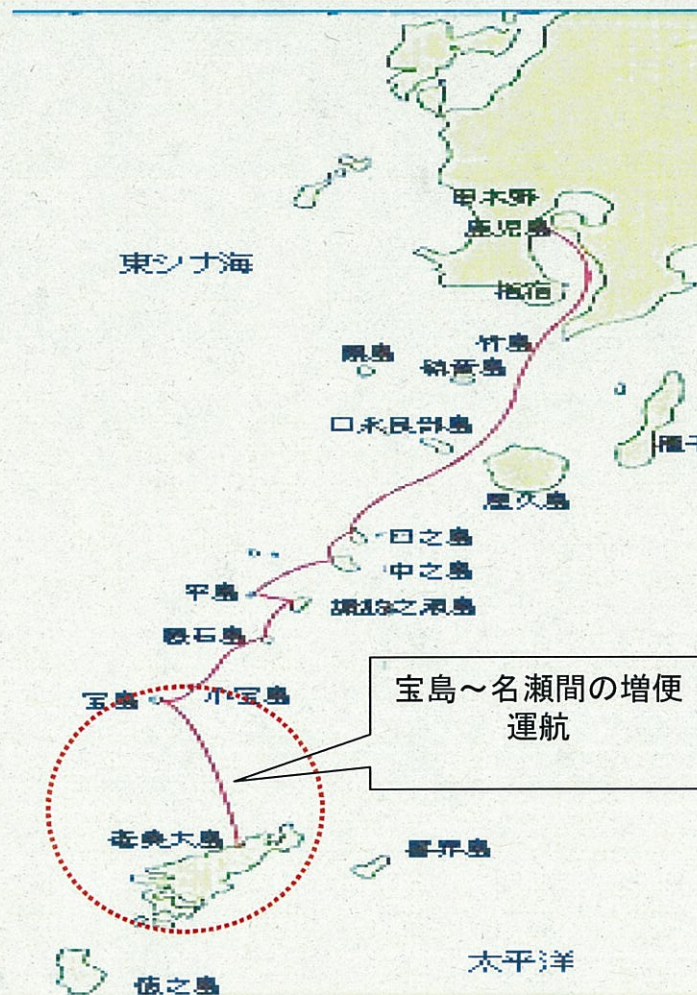 串木野
鹿児島
東シナ海
指宿
竹島
黒島
硫黄島
口永良部島
屋久島
口之島
中之島
平島
諏訪之瀬島
悪石島
宝島
小宝島
宝島～名瀬間の増便
運航
奄美大島
喜界島
太平洋
徳之島